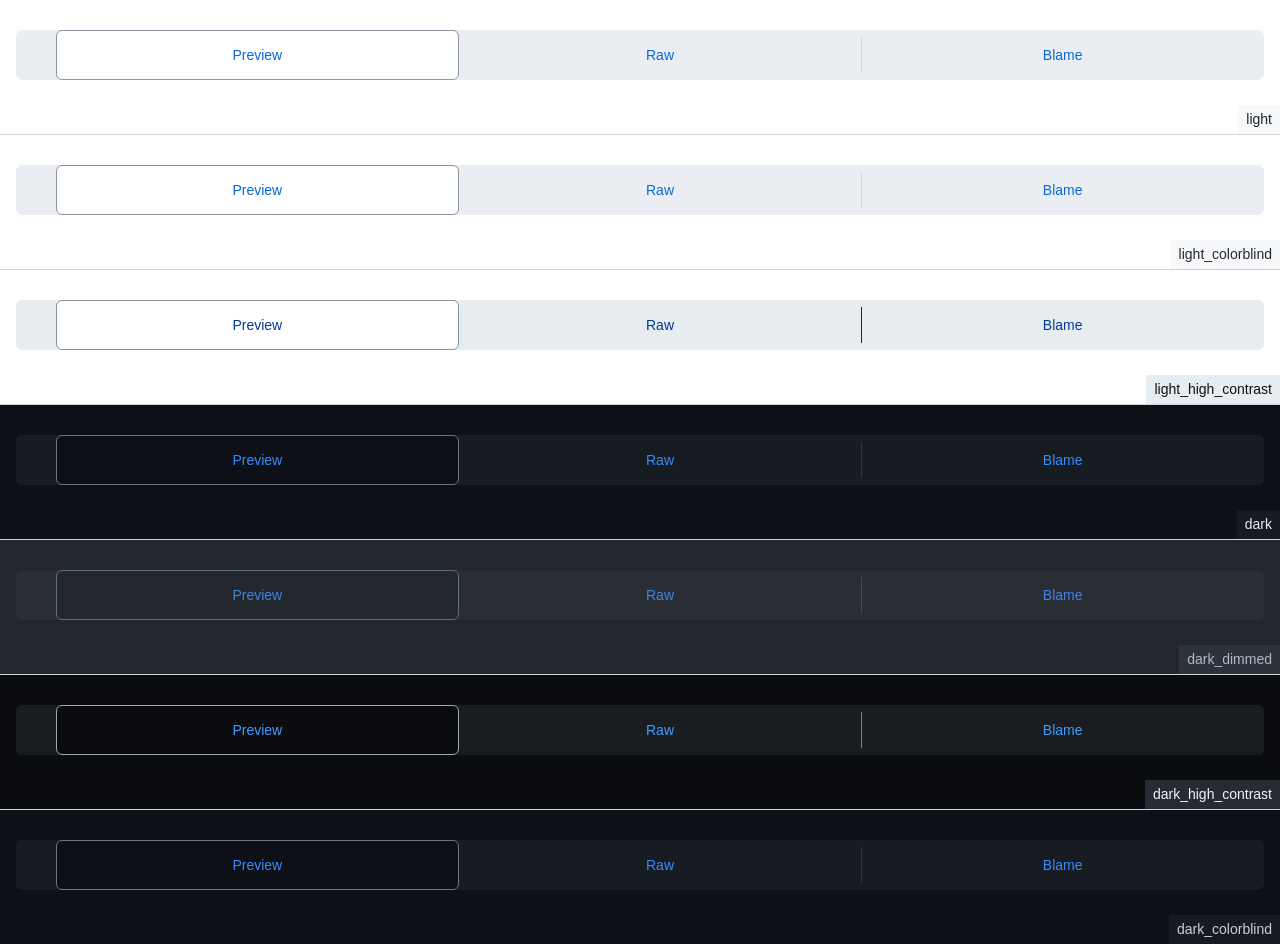 Preview Raw Blame
light
Preview Raw Blame
light_colorblind
Preview Raw Blame
light_high_contrast
Preview Raw Blame
dark
Preview Raw Blame
dark_dimmed
Preview Raw Blame
dark_high_contrast
Preview Raw Blame
dark_colorblind